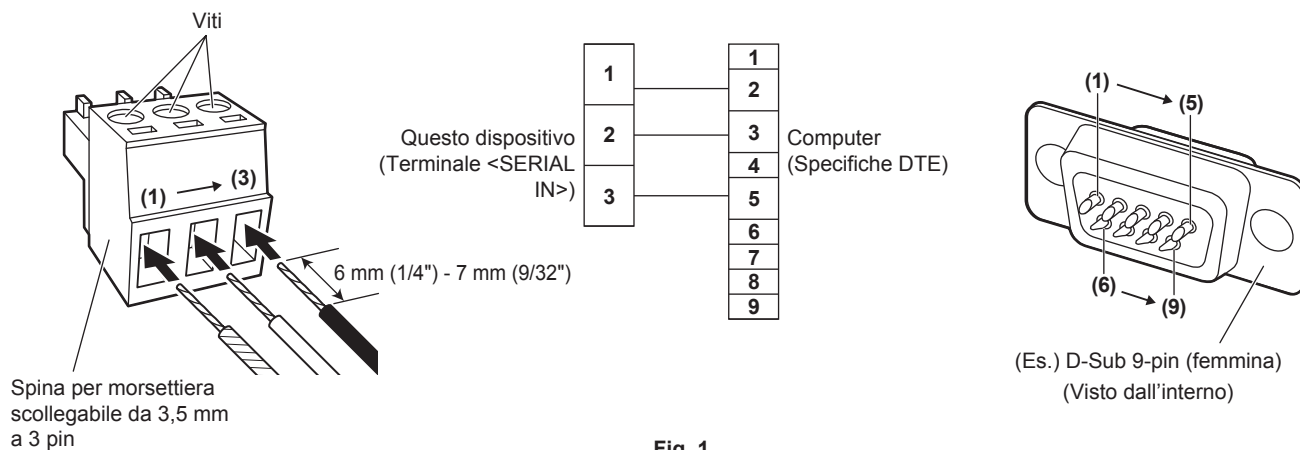 Viti
(1)
(3)
6 mm (1/4") - 7 mm (9/32")
Spina per morsettiera
scollegabile da 3,5 mm
a 3 pin
Questo dispositivo
(Terminale <SERIAL
IN>)
1
2
3
1
2
3
4
5
6
7
8
9
Computer
(Specifiche DTE)
(1)
(5)
(6)
(9)
(Es.) D-Sub 9-pin (femmina)
(Visto dall'interno)
Fig. 1